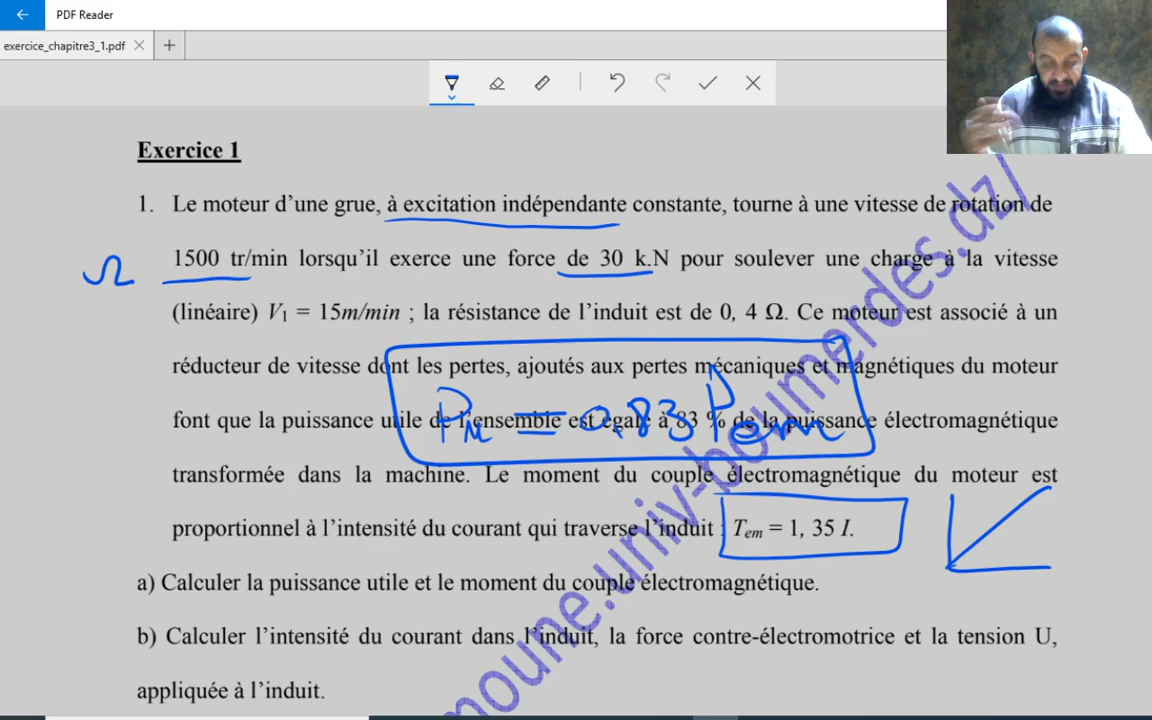 PDF Reader
exercice_chapitre3_1.pdf
Exercice 1
1. Le moteur d'une grue, à excitation indépendante constante, tourne à une vitesse de rotation de
Ω 1500 tr/min lorsqu'il exerce une force de 30 k.N pour soulever une charge à la vitesse
(linéaire) V1 = 15m/min ; la résistance de l'induit est de 0, 4 Ω. Ce moteur est associé à un
réducteur de vitesse dont les pertes, ajoutés aux pertes mécaniques et magnétiques du moteur
font que la puissance utile de l'ensemble est égale à 83 % de la puissance électromagnétique
Pu = 0,83 Pem
transformée dans la machine. Le moment du couple électromagnétique du moteur est
proportionnel à l'intensité du courant qui traverse l'induit : Tem = 1, 35 I.
a) Calculer la puissance utile et le moment du couple électromagnétique.
b) Calculer l'intensité du courant dans l'induit, la force contre-électromotrice et la tension U,
appliquée à l'induit.
moune.univ-boumerdes.dz/